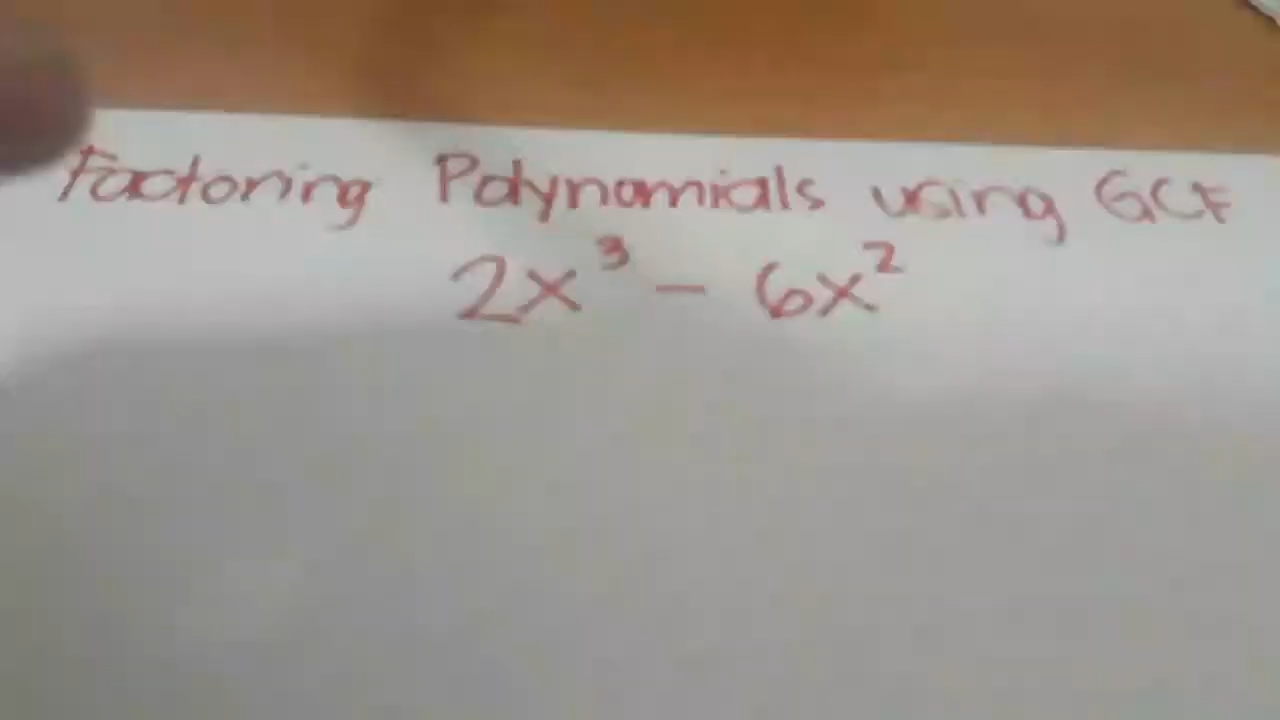 Factoring Polynomials using GCF
2x³ - 6x²